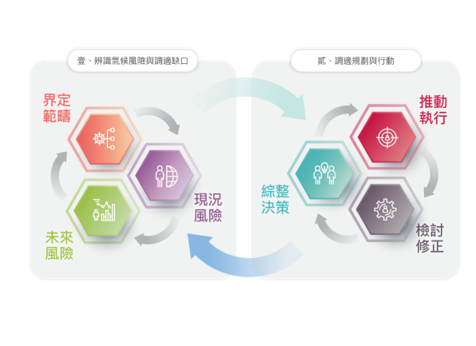 壹、辨識氣候風險與調適缺口
貳、調適規劃與行動
界定
範疇
推動
執行
現況
風險
綜整
決策
未來
風險
檢討
修正